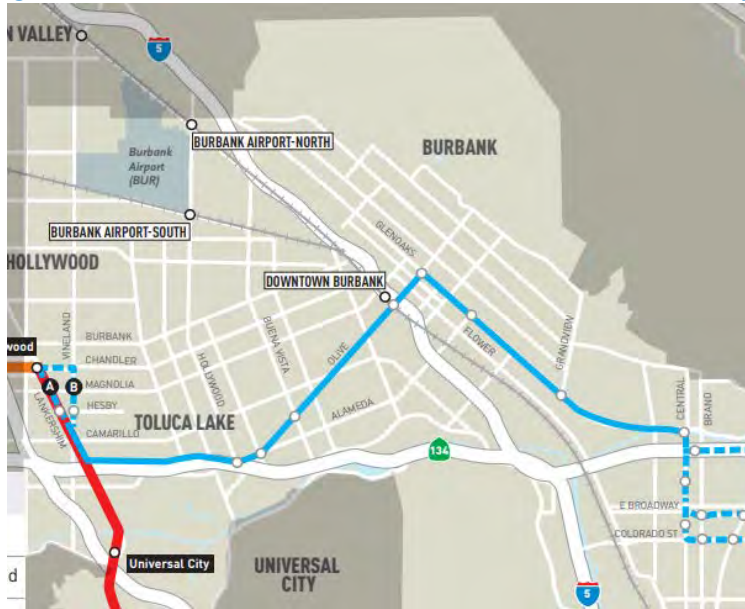 N VALLEY
5
BURBANK AIRPORT-NORTH
BURBANK
Burbank
Airport
(BUR)
BURBANK AIRPORT-SOUTH
GLENOAKS
HOLLYWOOD
DOWNTOWN BURBANK
VINELAND
BURBANK
BUENA VISTA
OLIVE
FLOWER
GRANDVIEW
wood
CHANDLER
HOLLYWOOD
A
B
MAGNOLIA
LANKERSHIM
HESBY
TOLUCA LAKE
ALAMEDA
CENTRAL
BRAND
CAMARILLO
134
E BROADWAY
COLORADO ST
Universal City
UNIVERSAL
CITY
d
5